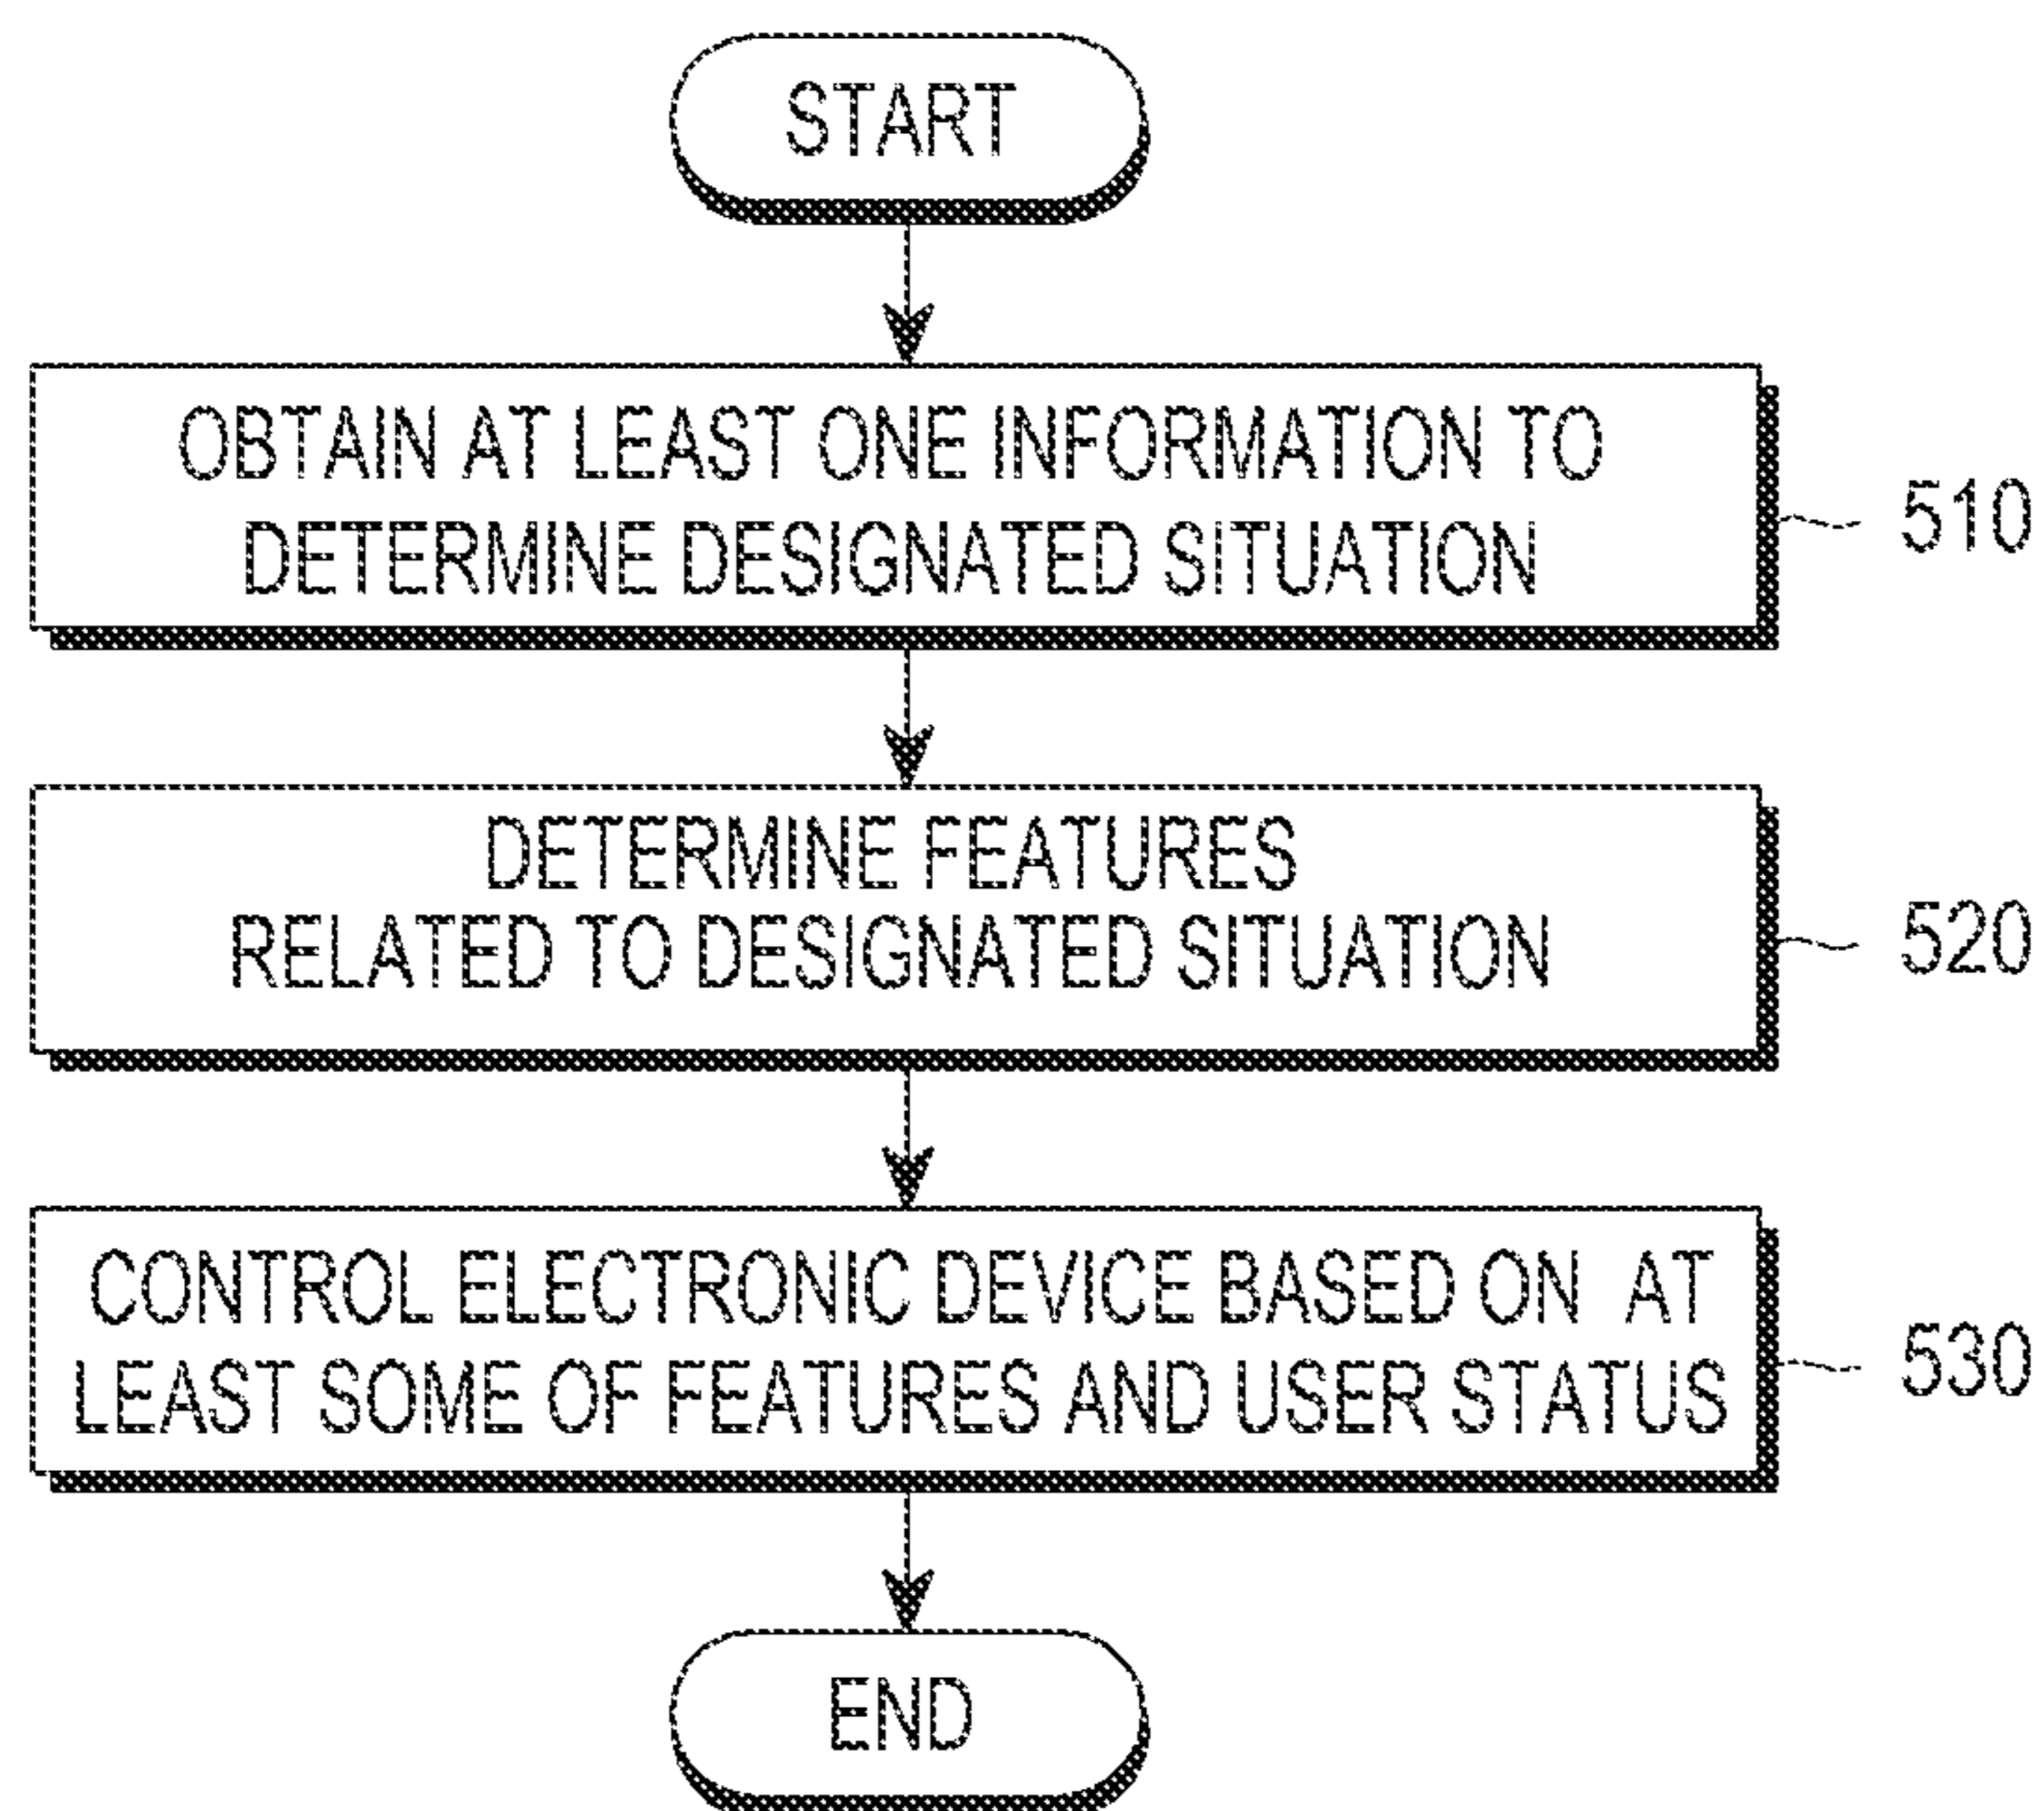 START
OBTAIN AT LEAST ONE INFORMATION TO
DETERMINE DESIGNATED SITUATION
510
DETERMINE FEATURES
RELATED TO DESIGNATED SITUATION
520
CONTROL ELECTRONIC DEVICE BASED ON AT
LEAST SOME OF FEATURES AND USER STATUS
530
END